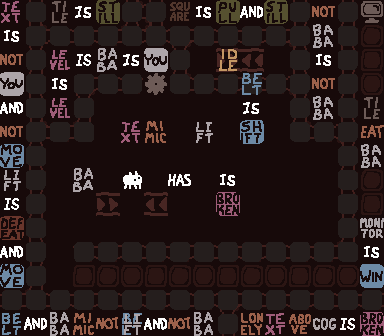 TEXT TILE IS STILL SQUARE IS PULL AND STILL NOT
IS BABA
NOT LEVEL IS BABA IS YOU IDLE IS
YOU IS BELT NOT
AND LEVEL IS BABA TILE
NOT TEXT MIMIC LIFT SHIFT EAT
MOVE BABA
LIFT BABA HAS IS NOT
IS BROKEN
DEFEAT MONITOR
AND IS
MOVE WIN
BELT AND BABA MIMIC NOT BELT AND NOT BABA LONELY TEXT ABOVE COG IS BROKEN